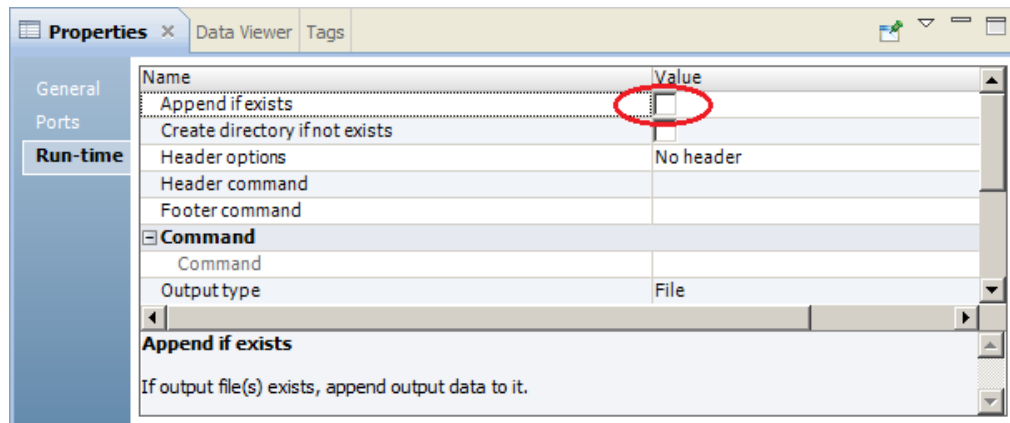 Properties Data Viewer Tags
General
Ports
Run-time
Name Value
Append if exists
Create directory if not exists
Header options No header
Header command
Footer command
Command
Command
Output type File
Append if exists
If output file(s) exists, append output data to it.